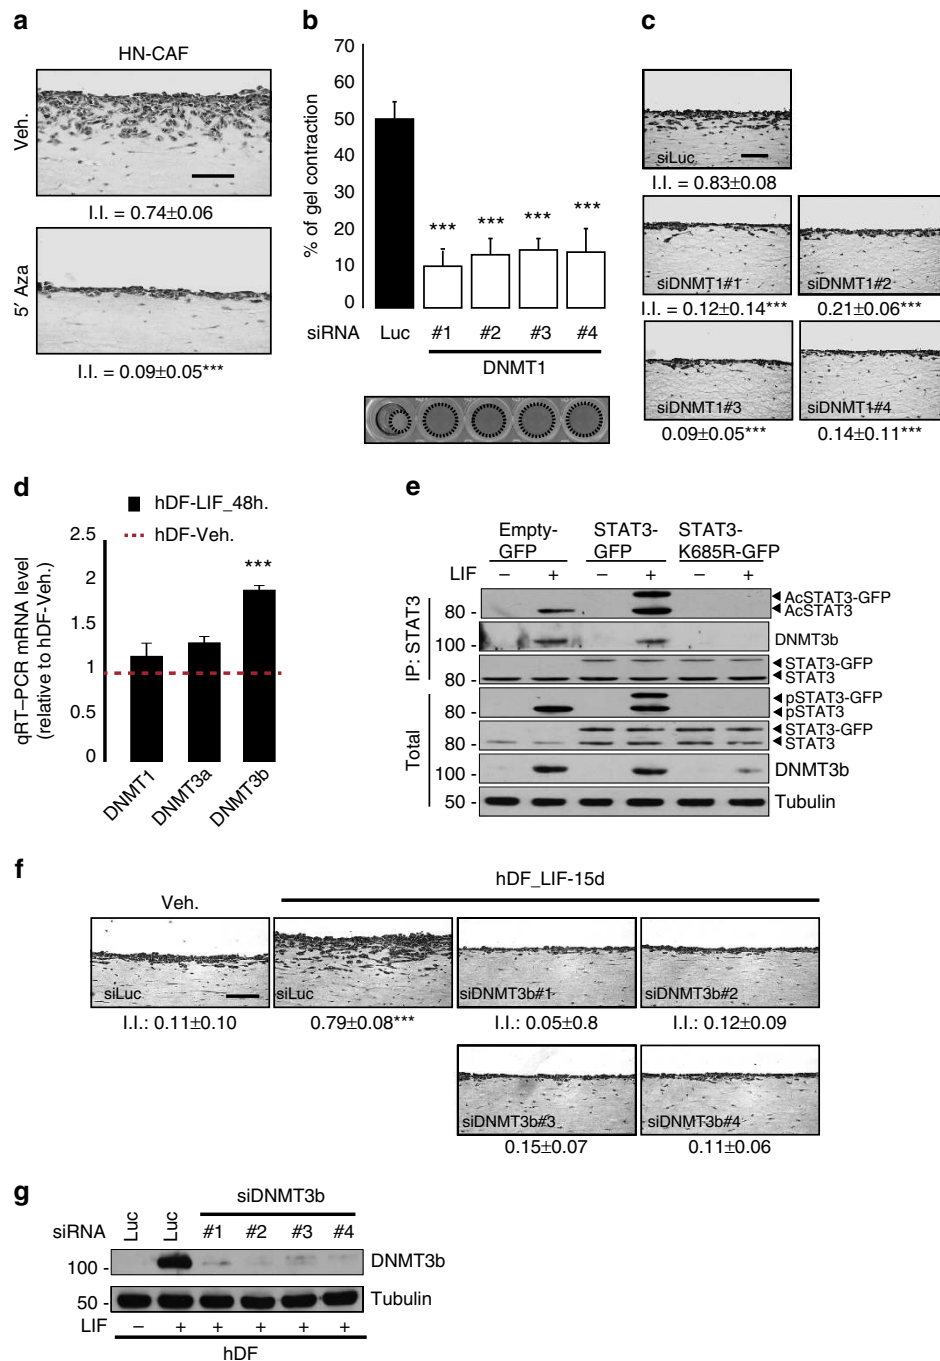 a
HN-CAF
Veh.
I.I. = 0.74±0.06
5′ Aza
I.I. = 0.09±0.05***
b
% of gel contraction
70
60
50
40
30
20
10
0
*** *** *** ***
siRNA Luc #1 #2 #3 #4
DNMT1
c
siLuc
I.I. = 0.83±0.08
siDNMT1#1 siDNMT1#2
I.I. = 0.12±0.14*** 0.21±0.06***
siDNMT1#3 siDNMT1#4
0.09±0.05*** 0.14±0.11***
d
hDF-LIF_48h.
hDF-Veh.
qRT–PCR mRNA level
(relative to hDF-Veh.)
2.5
2
1.5
1
0.5
0
***
DNMT1 DNMT3a DNMT3b
e
Empty-GFP STAT3-GFP STAT3-K685R-GFP
LIF – + – + – +
IP: STAT3
80 - AcSTAT3-GFP
AcSTAT3
100 - DNMT3b
STAT3-GFP
80 - STAT3
Total
pSTAT3-GFP
80 - pSTAT3
STAT3-GFP
80 - STAT3
100 - DNMT3b
50 - Tubulin
f
hDF_LIF-15d
Veh.
siLuc siLuc siDNMT3b#1 siDNMT3b#2
I.I.: 0.11±0.10 0.79±0.08*** I.I.: 0.05±0.8 I.I.: 0.12±0.09
siDNMT3b#3 siDNMT3b#4
0.15±0.07 0.11±0.06
g
siDNMT3b
siRNA Luc Luc #1 #2 #3 #4
100 - DNMT3b
50 - Tubulin
LIF – + + + + +
hDF